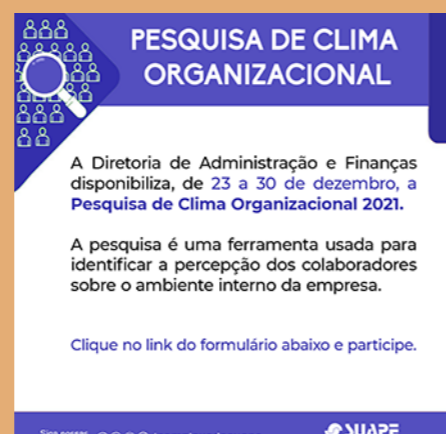 PESQUISA DE CLIMA
ORGANIZACIONAL
A Diretoria de Administração e Finanças
disponibiliza, de 23 a 30 de dezembro, a
Pesquisa de Clima Organizacional 2021.
A pesquisa é uma ferramenta usada para
identificar a percepção dos colaboradores
sobre o ambiente interno da empresa.
Clique no link do formulário abaixo e participe.
SUAPE